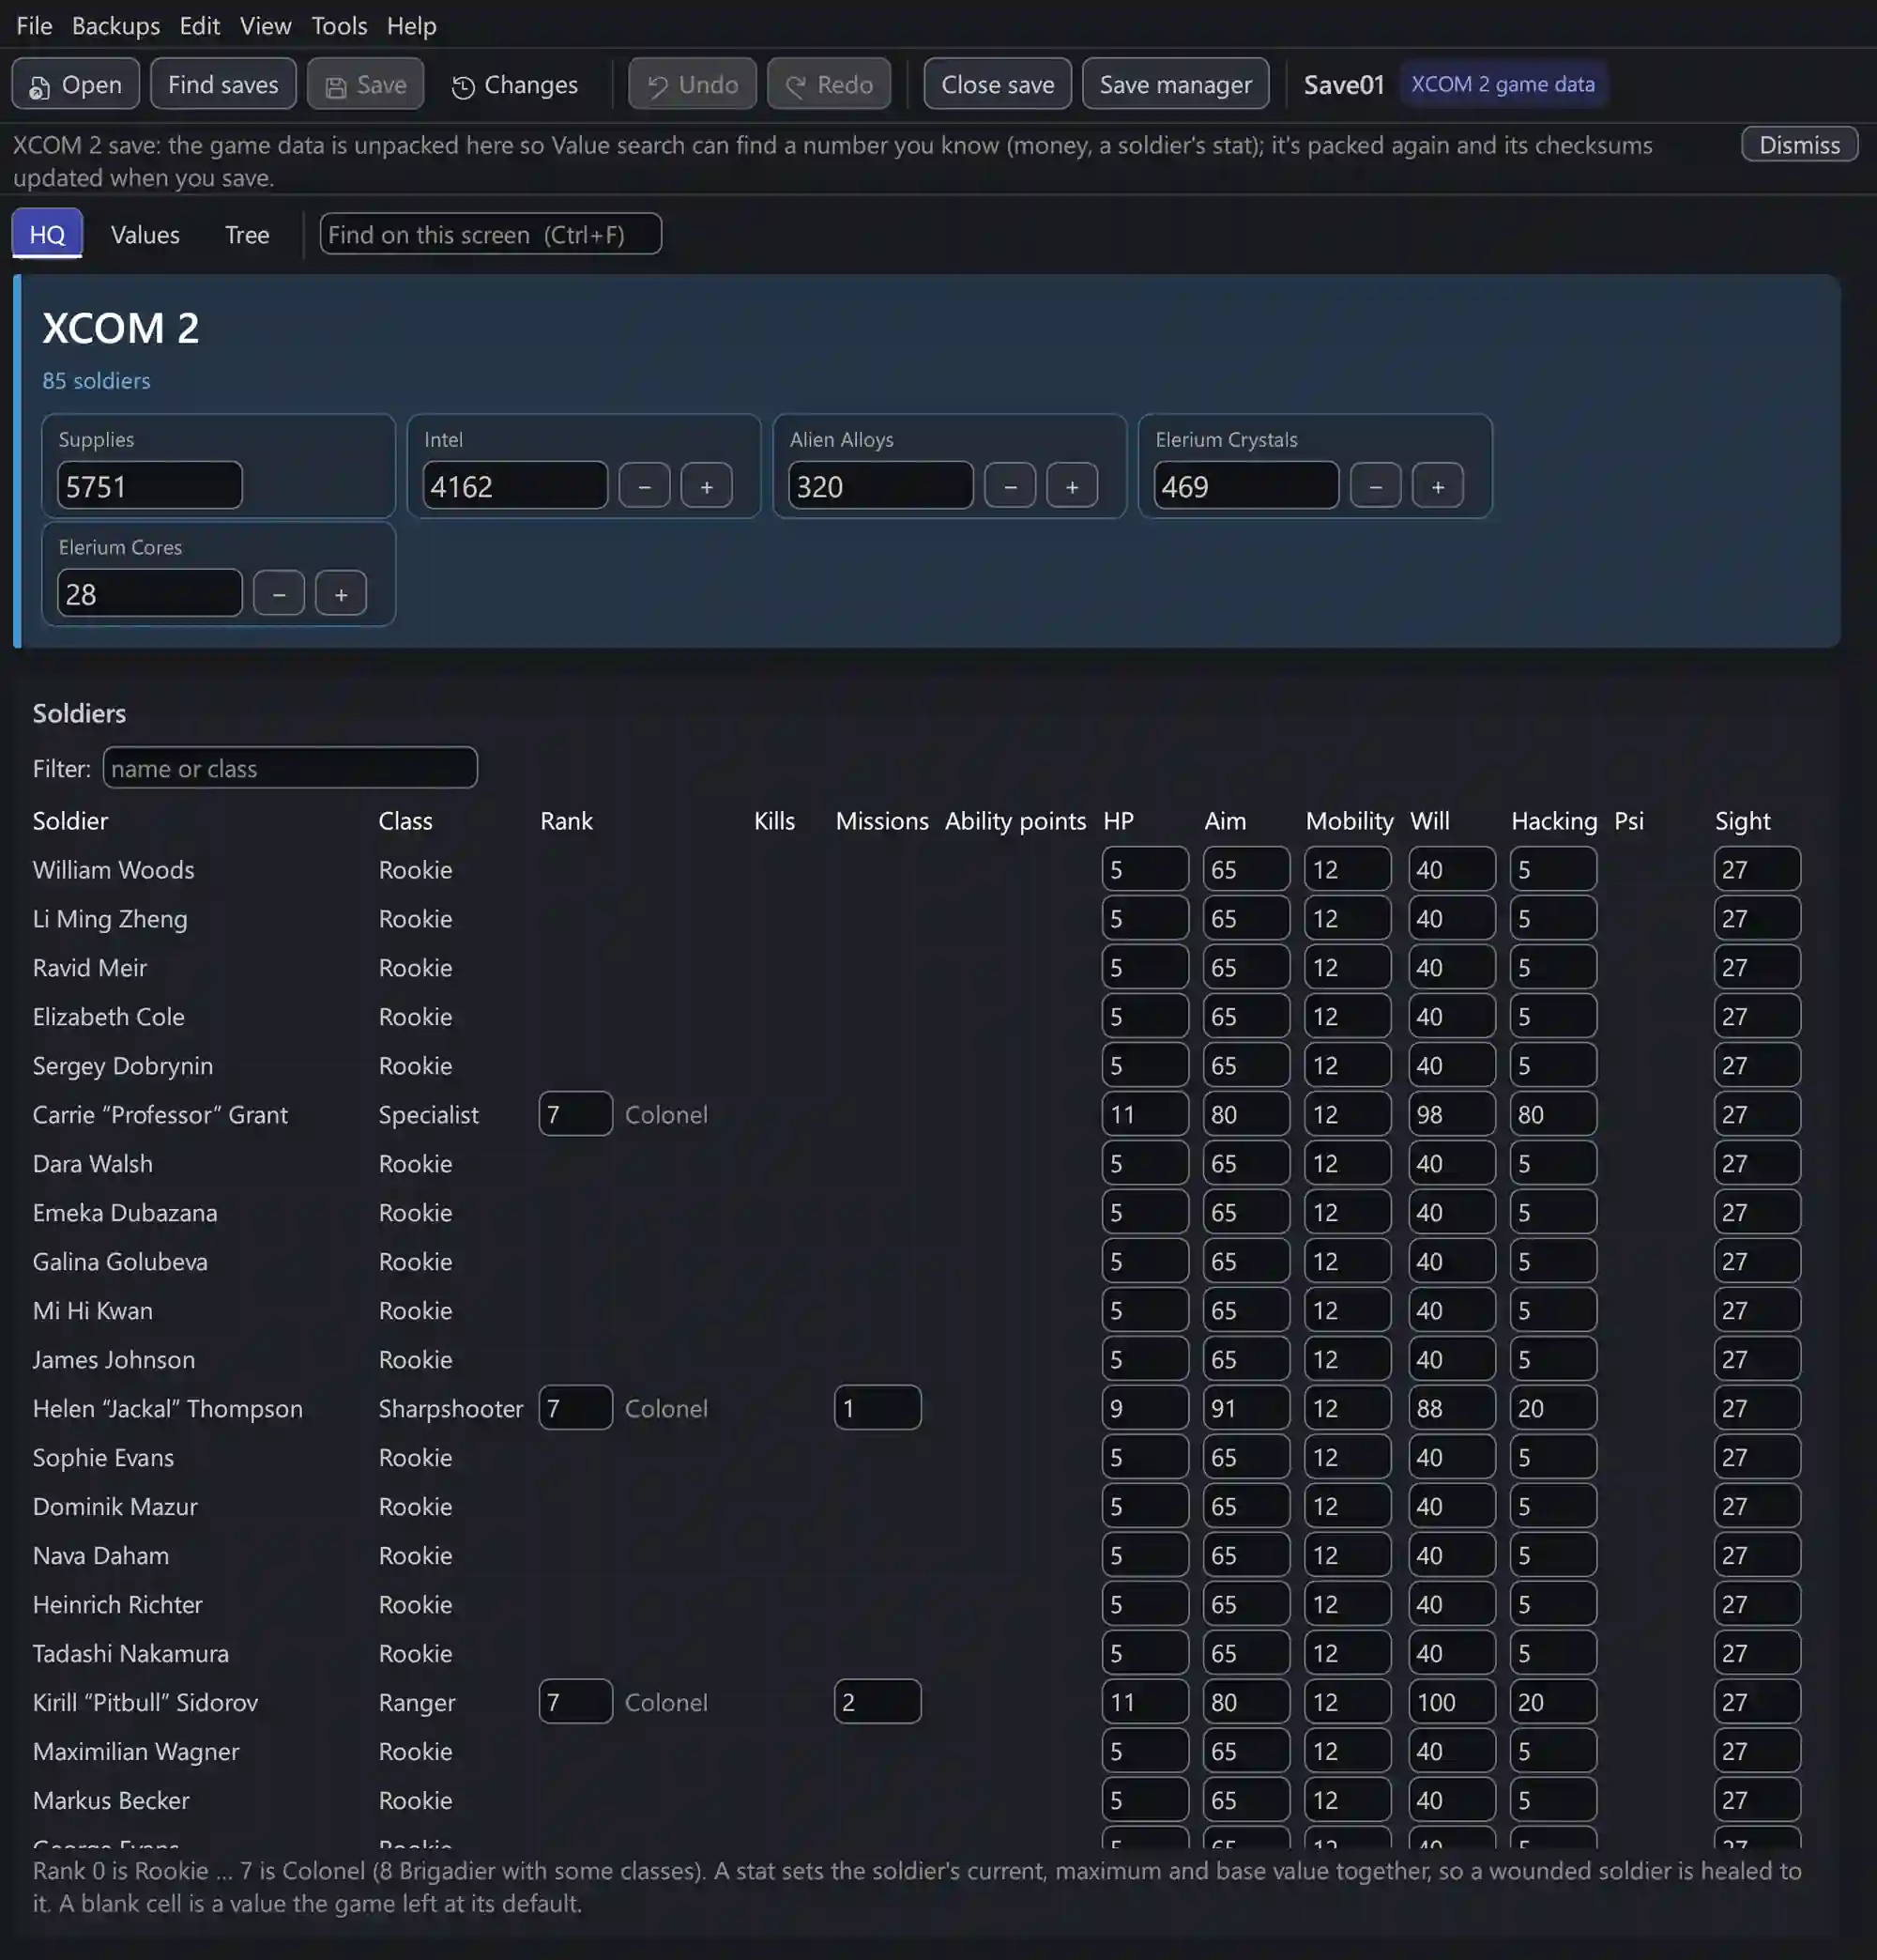 File Backups Edit View Tools Help
Open Find saves Save Changes Undo Redo Close save Save manager Save01 XCOM 2 game data
XCOM 2 save: the game data is unpacked here so Value search can find a number you know (money, a soldier's stat); it's packed again and its checksums
updated when you save.
Dismiss
HQ Values Tree Find on this screen (Ctrl+F)
XCOM 2
85 soldiers
Supplies Intel Alien Alloys Elerium Crystals
5751 4162 − + 320 − + 469 − +
Elerium Cores
28 − +
Soldiers
Filter: name or class
Soldier Class Rank Kills Missions Ability points HP Aim Mobility Will Hacking Psi Sight
William Woods Rookie 5 65 12 40 5 27
Li Ming Zheng Rookie 5 65 12 40 5 27
Ravid Meir Rookie 5 65 12 40 5 27
Elizabeth Cole Rookie 5 65 12 40 5 27
Sergey Dobrynin Rookie 5 65 12 40 5 27
Carrie “Professor” Grant Specialist 7 Colonel 11 80 12 98 80 27
Dara Walsh Rookie 5 65 12 40 5 27
Emeka Dubazana Rookie 5 65 12 40 5 27
Galina Golubeva Rookie 5 65 12 40 5 27
Mi Hi Kwan Rookie 5 65 12 40 5 27
James Johnson Rookie 5 65 12 40 5 27
Helen “Jackal” Thompson Sharpshooter 7 Colonel 1 9 91 12 88 20 27
Sophie Evans Rookie 5 65 12 40 5 27
Dominik Mazur Rookie 5 65 12 40 5 27
Nava Daham Rookie 5 65 12 40 5 27
Heinrich Richter Rookie 5 65 12 40 5 27
Tadashi Nakamura Rookie 5 65 12 40 5 27
Kirill “Pitbull” Sidorov Ranger 7 Colonel 2 11 80 12 100 20 27
Maximilian Wagner Rookie 5 65 12 40 5 27
Markus Becker Rookie 5 65 12 40 5 27
George Evans Rookie 5 65 12 40 5 27
Rank 0 is Rookie ... 7 is Colonel (8 Brigadier with some classes). A stat sets the soldier's current, maximum and base value together, so a wounded soldier is healed to
it. A blank cell is a value the game left at its default.